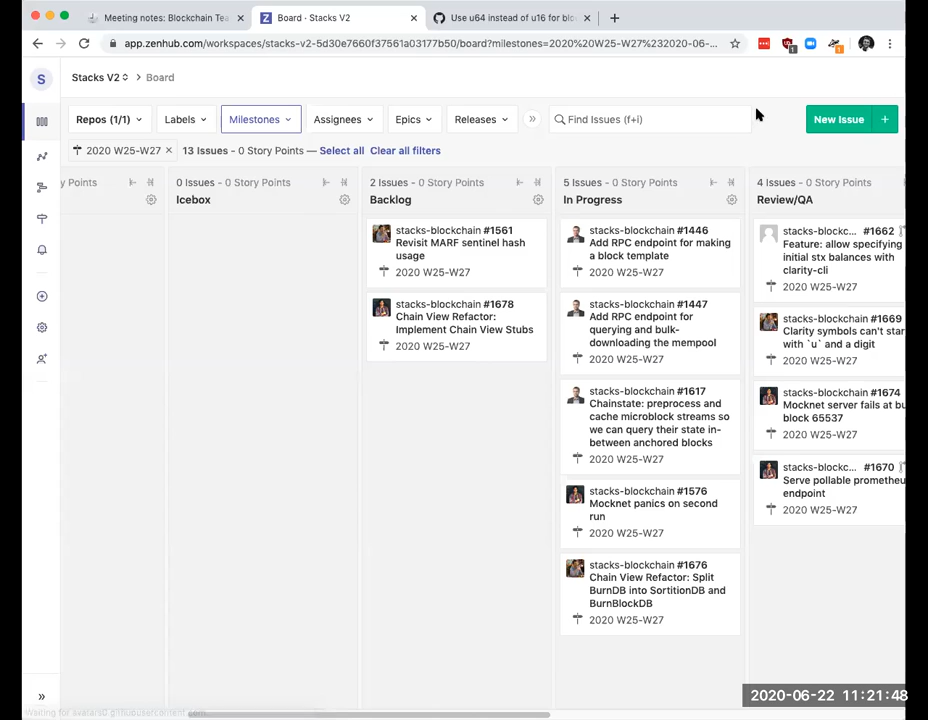 Meeting notes: Blockchain Tea
Board · Stacks V2
Use u64 instead of u16 for blo
app.zenhub.com/workspaces/stacks-v2-5d30e7660f37561a03177b50/board?milestones=2020%20W25-W27%232020-06-...
S
Stacks V2
Board
Repos (1/1)
Labels
Milestones
Assignees
Epics
Releases
Find Issues (f+i)
New Issue
2020 W25-W27
13 Issues - 0 Story Points —
Select all
Clear all filters
y Points
0 Issues - 0 Story Points
Icebox
2 Issues - 0 Story Points
Backlog
stacks-blockchain #1561
Revisit MARF sentinel hash
usage
2020 W25-W27
stacks-blockchain #1678
Chain View Refactor:
Implement Chain View Stubs
2020 W25-W27
5 Issues - 0 Story Points
In Progress
stacks-blockchain #1446
Add RPC endpoint for making
a block template
2020 W25-W27
stacks-blockchain #1447
Add RPC endpoint for
querying and bulk-
downloading the mempool
2020 W25-W27
stacks-blockchain #1617
Chainstate: preprocess and
cache microblock streams so
we can query their state in-
between anchored blocks
2020 W25-W27
stacks-blockchain #1576
Mocknet panics on second
run
2020 W25-W27
stacks-blockchain #1676
Chain View Refactor: Split
BurnDB into SortitionDB and
BurnBlockDB
2020 W25-W27
4 Issues - 0 Story Points
Review/QA
stacks-blockc... #1662
Feature: allow specifying
initial stx balances with
clarity-cli
2020 W25-W27
stacks-blockchain #1669
Clarity symbols can't star
with `u` and a digit
2020 W25-W27
stacks-blockchain #1674
Mocknet server fails at bu
block 65537
2020 W25-W27
stacks-blockc... #1670
Serve pollable prometheu
endpoint
2020 W25-W27
Waiting for avatars0.githubusercontent.com...
2020-06-22 11:21:48